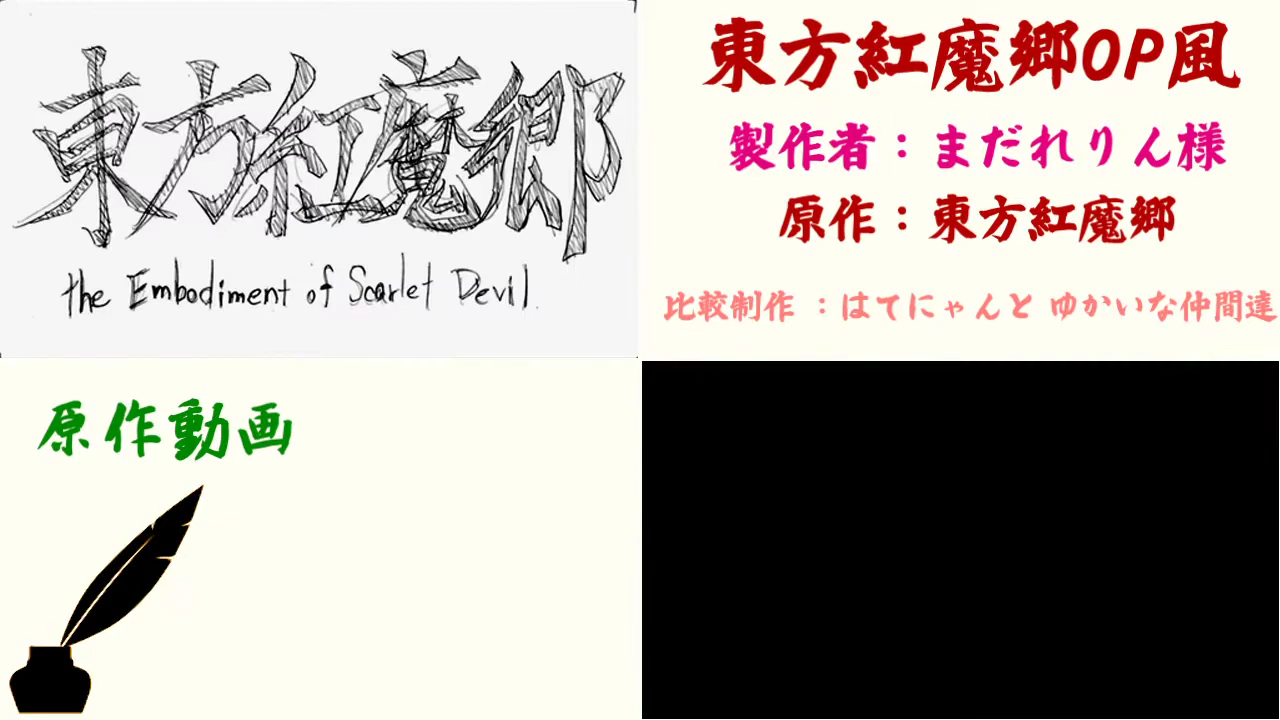 東方紅魔郷
the Embodiment of Scarlet Devil.
東方紅魔郷OP風
製作者：まだれりん様
原作：東方紅魔郷
比較制作 ：はてにゃんと ゆかいな仲間達
原作動画